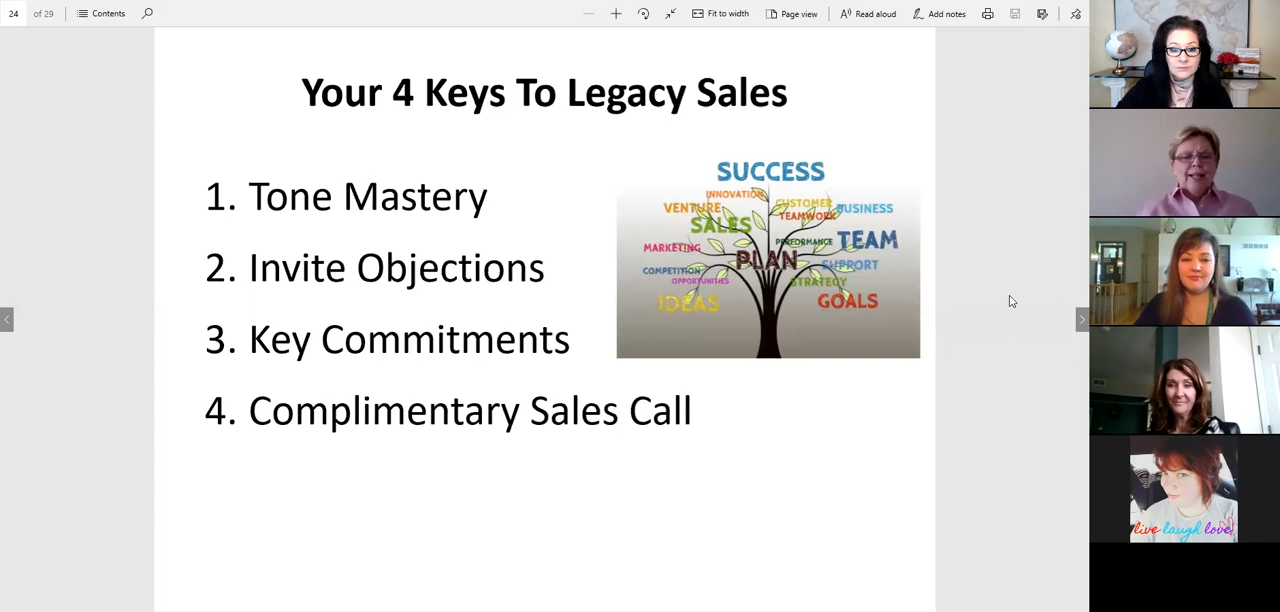 24 of 29
Contents
Fit to width
Page view
Read aloud
Add notes
Your 4 Keys To Legacy Sales
1. Tone Mastery
2. Invite Objections
3. Key Commitments
4. Complimentary Sales Call
SUCCESS
INNOVATION
VENTURE
CUSTOMER
BUSINESS
TEAMWORK
SALES
MARKETING
PERFORMANCE
TEAM
PLAN
SUPPORT
COMPETITION
OPPORTUNITIES
STRATEGY
IDEAS
GOALS
live laugh love